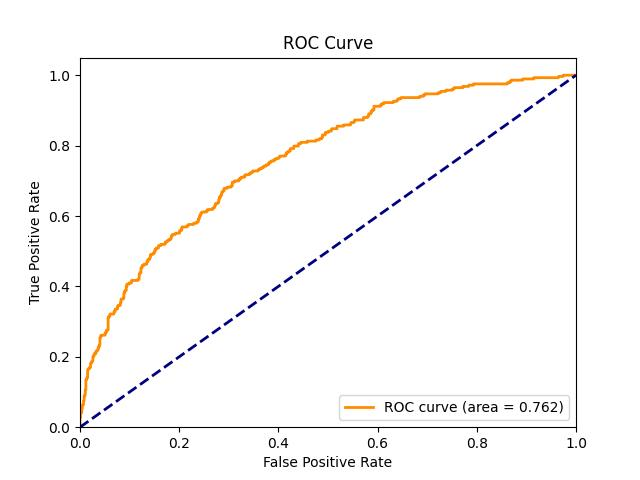 ROC Curve
1.0
0.8
0.6
0.4
0.2
0.0
True Positive Rate
ROC curve (area = 0.762)
0.0 0.2 0.4 0.6 0.8 1.0
False Positive Rate